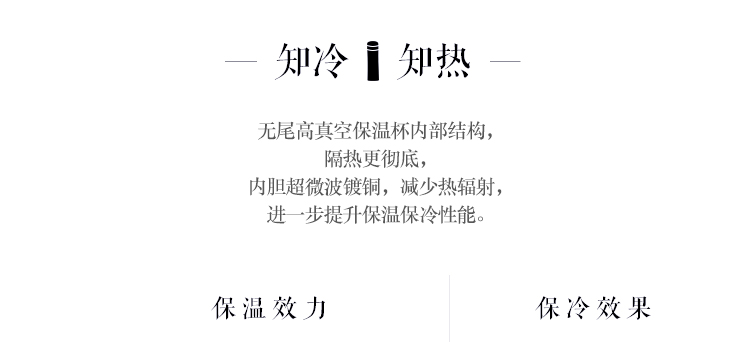 知冷 知热
无尾高真空保温杯内部结构，
隔热更彻底，
内胆超微波镀铜，减少热辐射，
进一步提升保温保冷性能。
保温效力 保冷效果